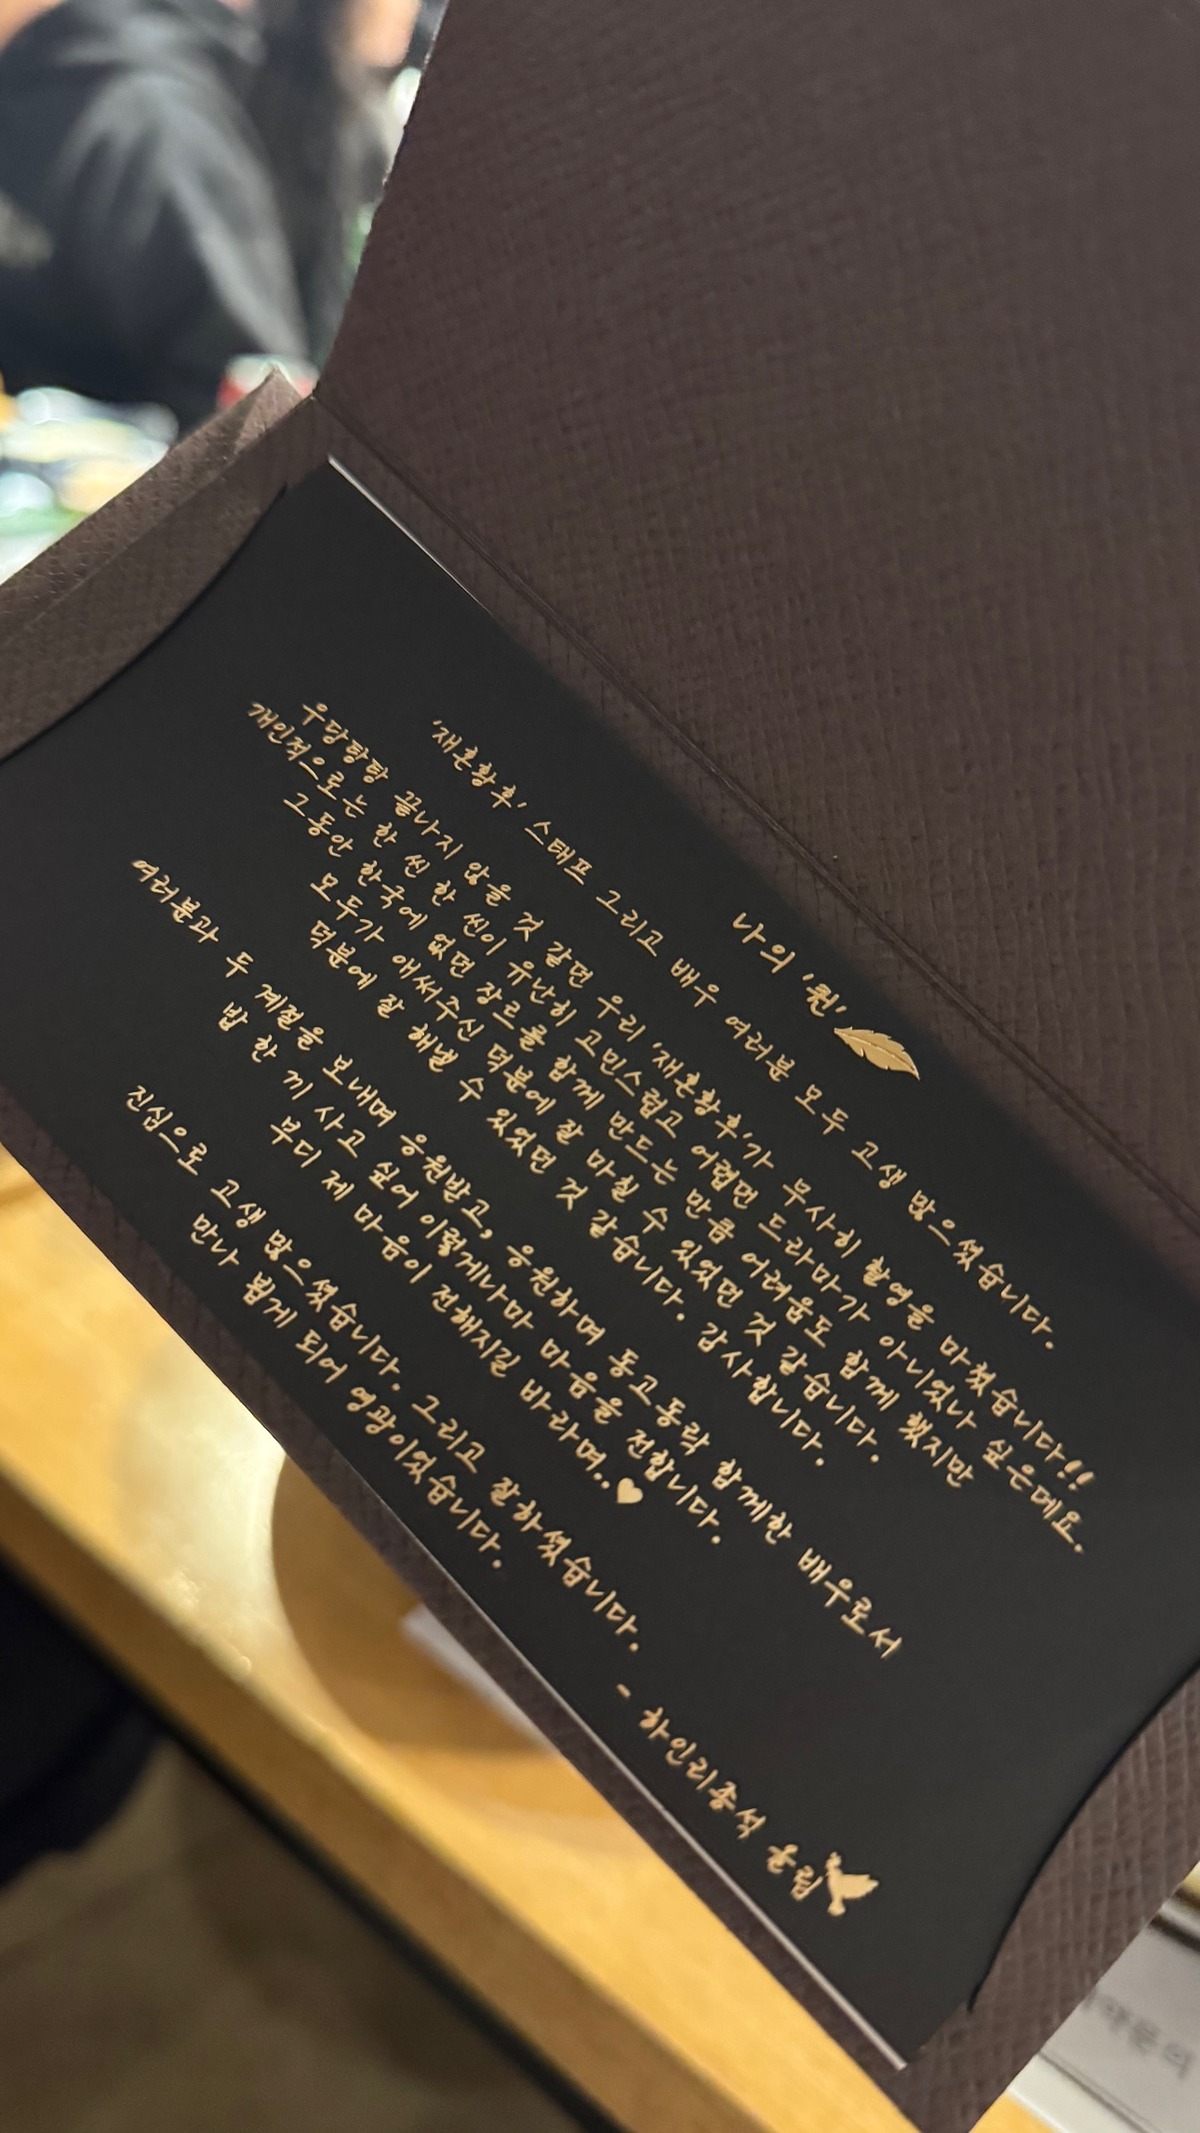 나의 '퀸'
'재혼황후' 스태프 그리고 배우 여러분 모두 고생 많으셨습니다.
우당탕탕 끝나지 않을 것 같던 우리 '재혼황후'가 무사히 촬영을 마쳤습니다!!
개인적으로는 한 씬 한 씬이 유난히 고민스럽고 어렵던 드라마가 아니었나 싶은데요.
그동안 한국에 없던 장르를 함께 만드는 만큼 어려움도 함께 했지만
모두가 애써주신 덕분에 잘 마칠 수 있었던 것 같습니다.
덕분에 잘 해낼 수 있었던 것 같습니다. 감사합니다.
여러분과 두 계절을 보내며 응원받고, 응원하며 동고동락 함께한 배우로서
밥 한 끼 사고 싶어 이렇게나마 마음을 전합니다.
부디 제 마음이 전해지길 바라며..♥
진심으로 고생 많으셨습니다. 그리고 잘하셨습니다.
만나 뵙게 되어 영광이었습니다.
- 하인리종석 올림